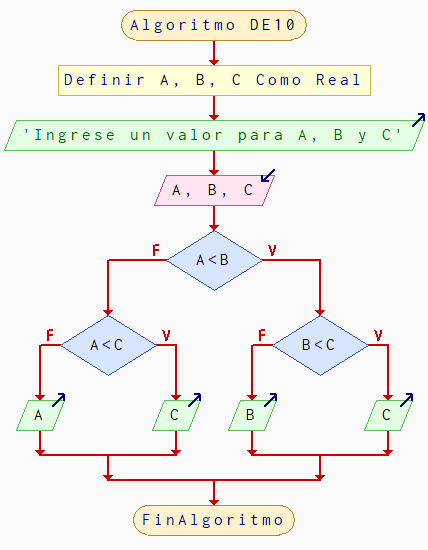 Algoritmo DE10
Definir A, B, C Como Real
'Ingrese un valor para A, B y C'
A, B, C
F
A<B
V
F
A<C
V
F
B<C
V
A
C
B
C
FinAlgoritmo